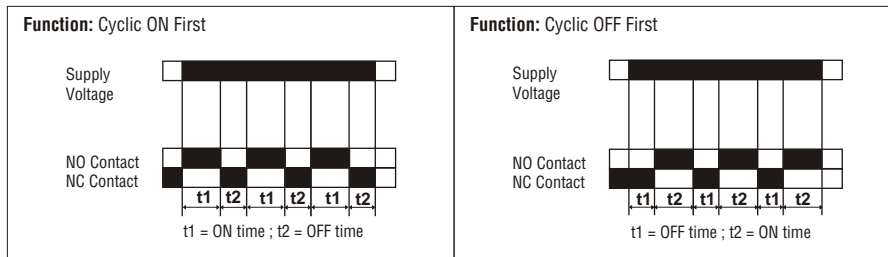 Function: Cyclic ON First
Supply
Voltage
NO Contact
NC Contact
t1 t2 t1 t2 t1 t2
t1 = ON time ; t2 = OFF time
Function: Cyclic OFF First
Supply
Voltage
NO Contact
NC Contact
t1 t2 t1 t2 t1 t2
t1 = OFF time ; t2 = ON time